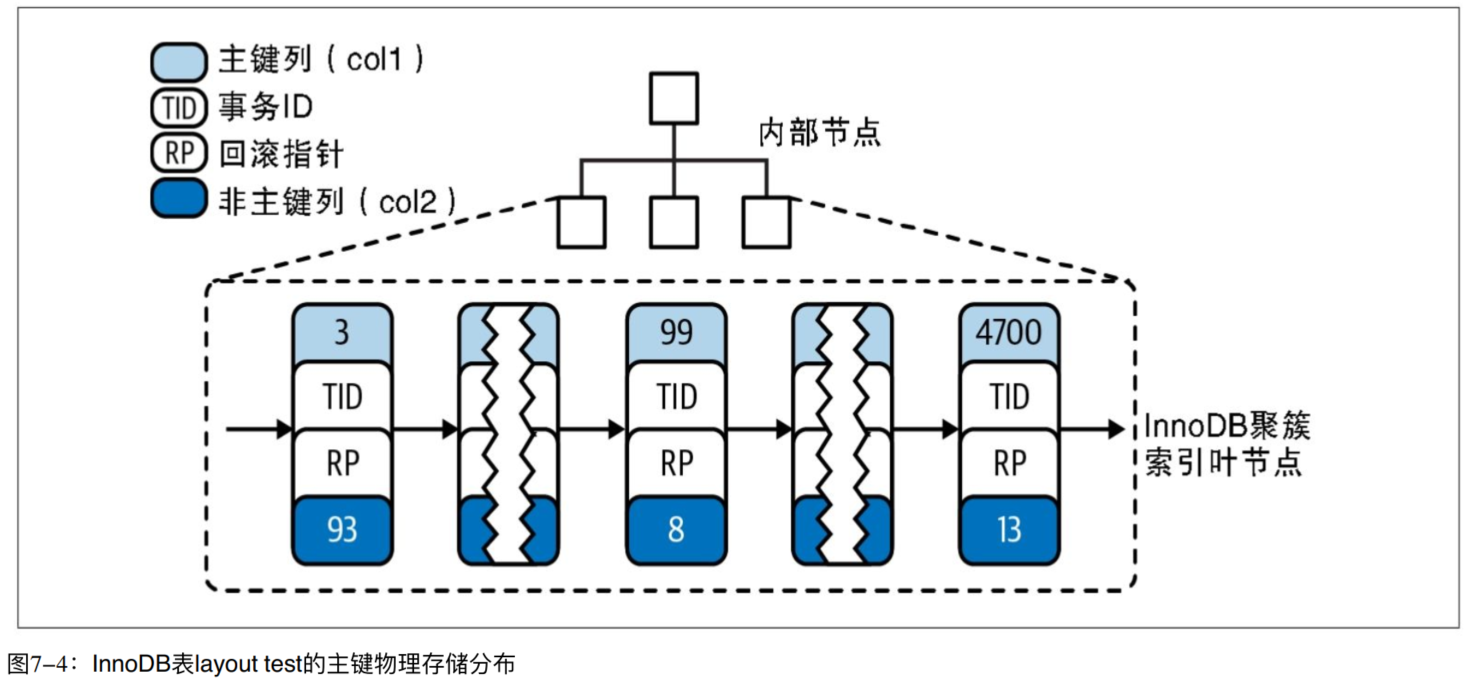 主键列（col1）
TID 事务ID
RP 回滚指针
非主键列（col2）
内部节点
3 99 4700
TID TID TID
RP RP RP
93 8 13
InnoDB聚簇
索引叶节点
图7–4：InnoDB表layout test的主键物理存储分布